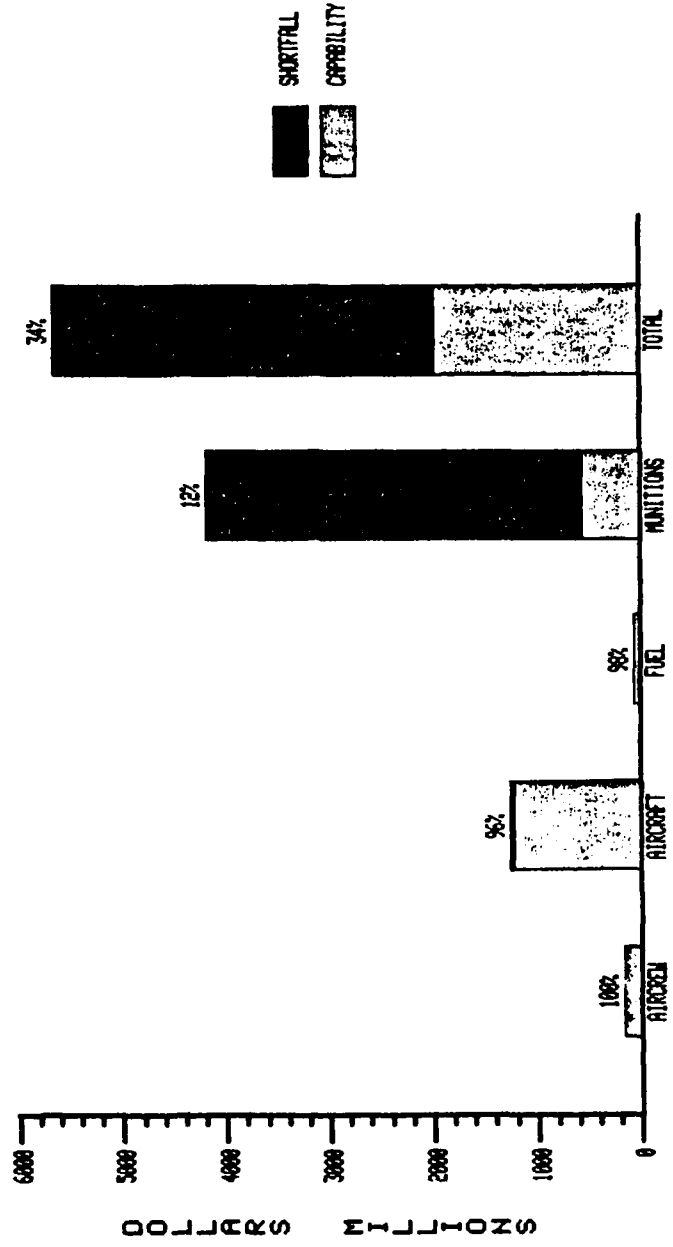 DOLLARS MILLIONS
6000
5000
4000
3000
2000
1000
0
100%
96%
98%
12%
34%
AIRCREW
AIRCRAFT
FUEL
MUNITIONS
TOTAL
SHORTFALL
CAPABILITY